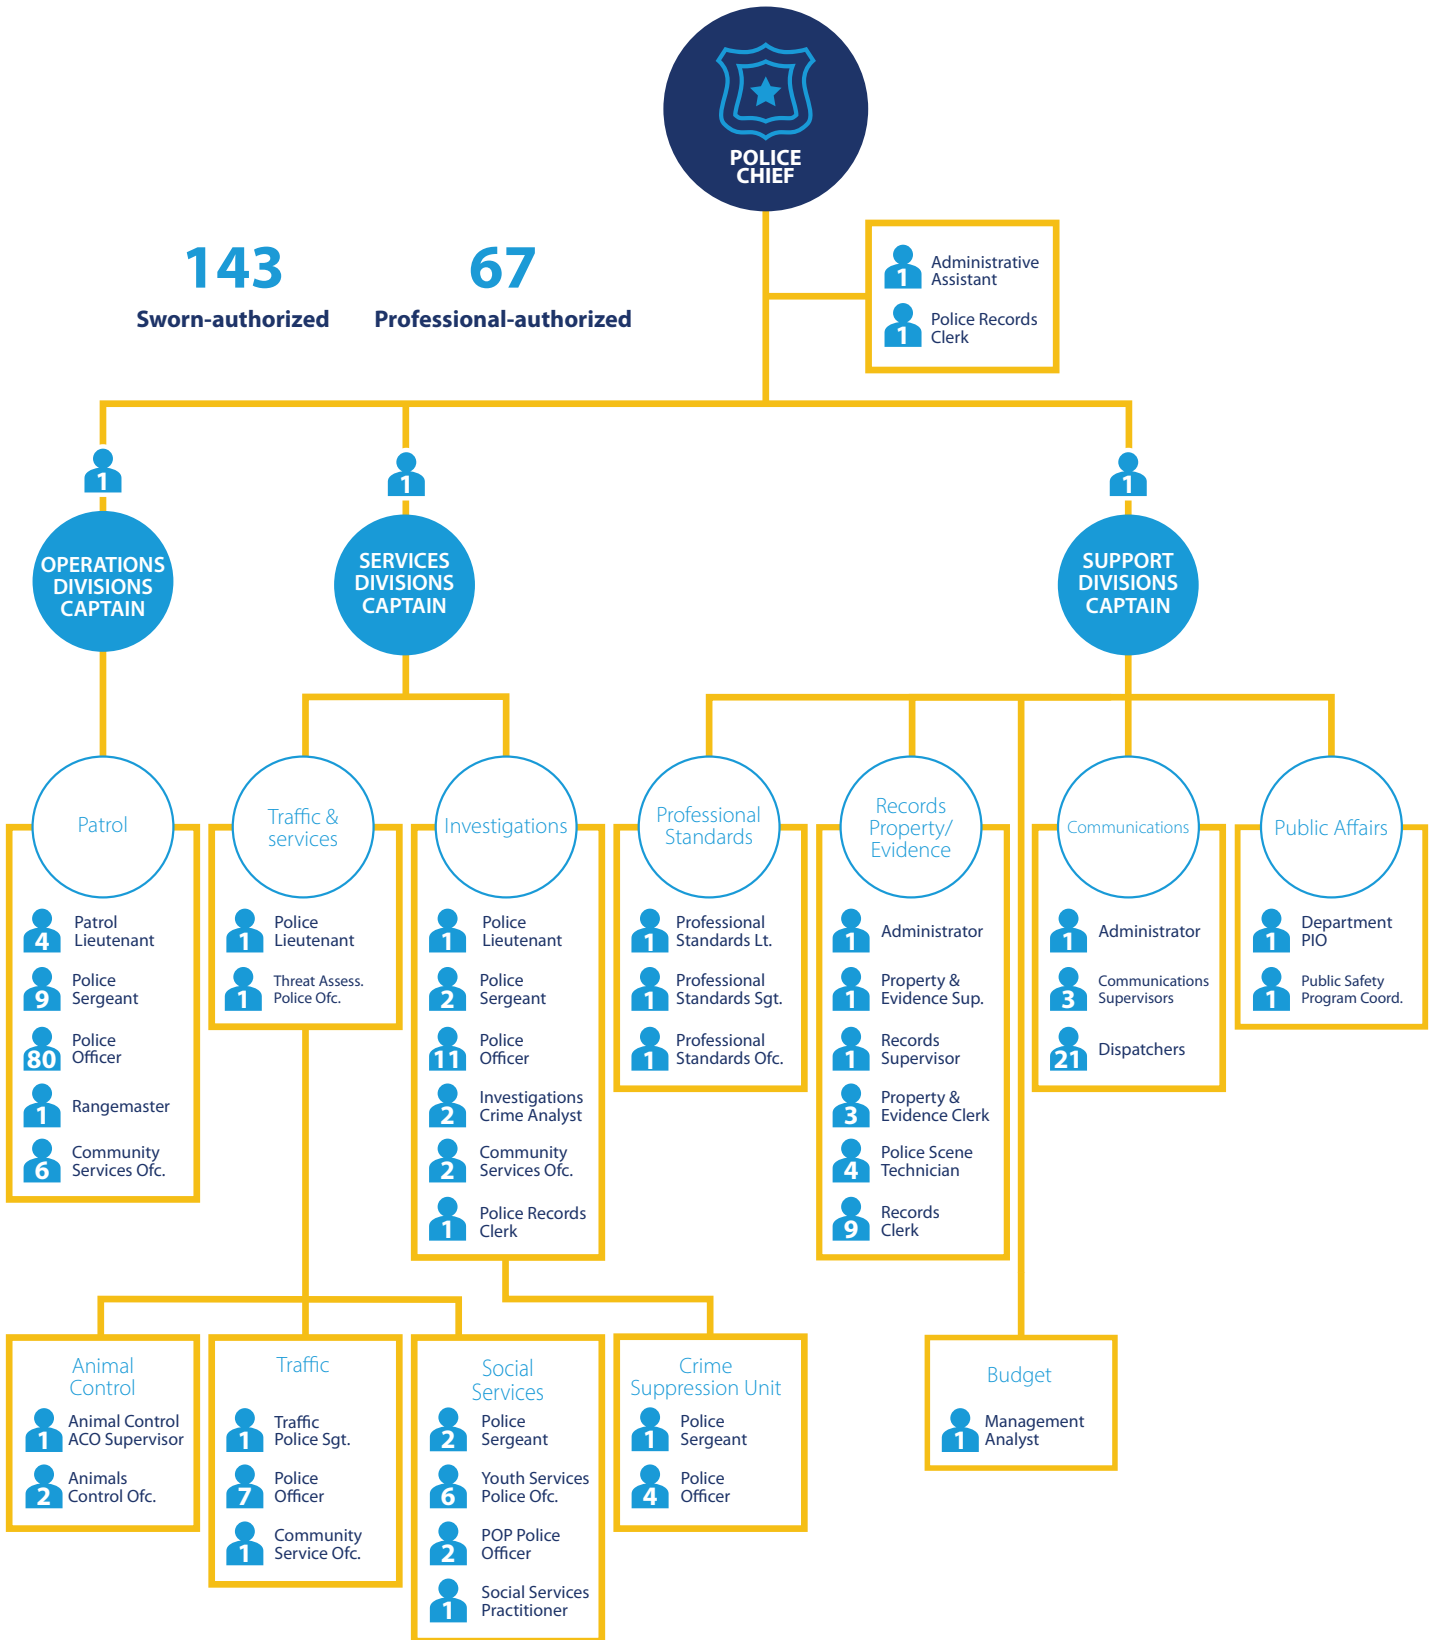 POLICE
CHIEF
143
Sworn-authorized
67
Professional-authorized
1
Administrative
Assistant
1
Police Records
Clerk
1
OPERATIONS
DIVISIONS
CAPTAIN
1
SERVICES
DIVISIONS
CAPTAIN
1
SUPPORT
DIVISIONS
CAPTAIN
Patrol
4
Patrol
Lieutenant
9
Police
Sergeant
80
Police
Officer
1
Rangemaster
6
Community
Services Ofc.
Traffic &
services
1
Police
Lieutenant
1
Threat Assess.
Police Ofc.
Investigations
1
Police
Lieutenant
2
Police
Sergeant
11
Police
Officer
2
Investigations
Crime Analyst
2
Community
Services Ofc.
1
Police Records
Clerk
Professional
Standards
1
Professional
Standards Lt.
1
Professional
Standards Sgt.
1
Professional
Standards Ofc.
Records
Property/
Evidence
1
Administrator
1
Property &
Evidence Sup.
1
Records
Supervisor
3
Property &
Evidence Clerk
4
Police Scene
Technician
9
Records
Clerk
Communications
1
Administrator
3
Communications
Supervisors
21
Dispatchers
Public Affairs
1
Department
PIO
1
Public Safety
Program Coord.
Animal
Control
1
Animal Control
ACO Supervisor
2
Animals
Control Ofc.
Traffic
1
Traffic
Police Sgt.
7
Police
Officer
1
Community
Service Ofc.
Social
Services
2
Police
Sergeant
6
Youth Services
Police Ofc.
2
POP Police
Officer
1
Social Services
Practitioner
Crime
Suppression Unit
1
Police
Sergeant
4
Police
Officer
Budget
1
Management
Analyst